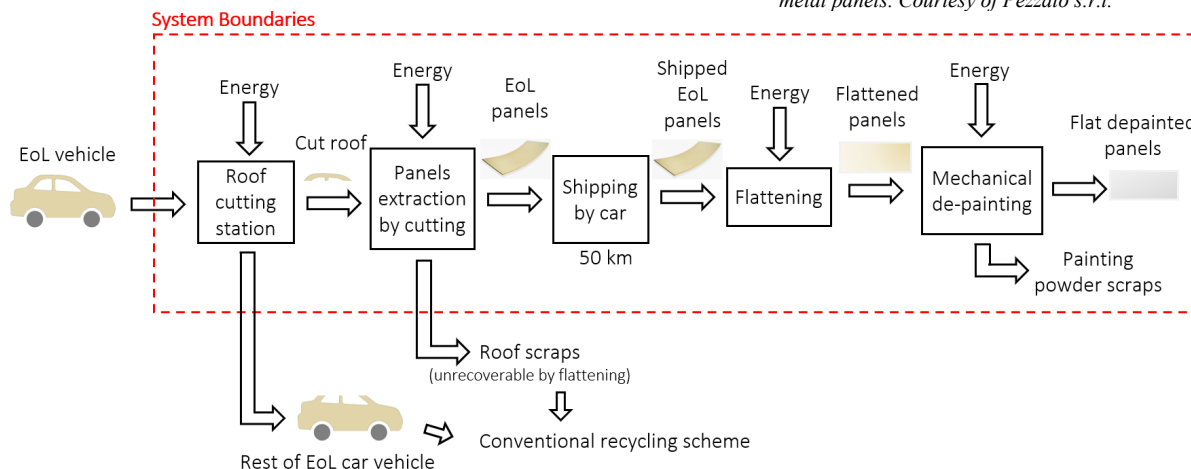 metal panels. Courtesy of Pezzato s.r.l.
System Boundaries
Energy
Energy
EoL
panels
Shipped
EoL
panels
Energy
Flattened
panels
Energy
Flat depainted
panels
EoL vehicle
Cut roof
Roof
cutting
station
Panels
extraction
by cutting
Shipping
by car
Flattening
Mechanical
de-painting
50 km
Painting
powder scraps
Roof scraps
(unrecoverable by flattening)
Conventional recycling scheme
Rest of EoL car vehicle